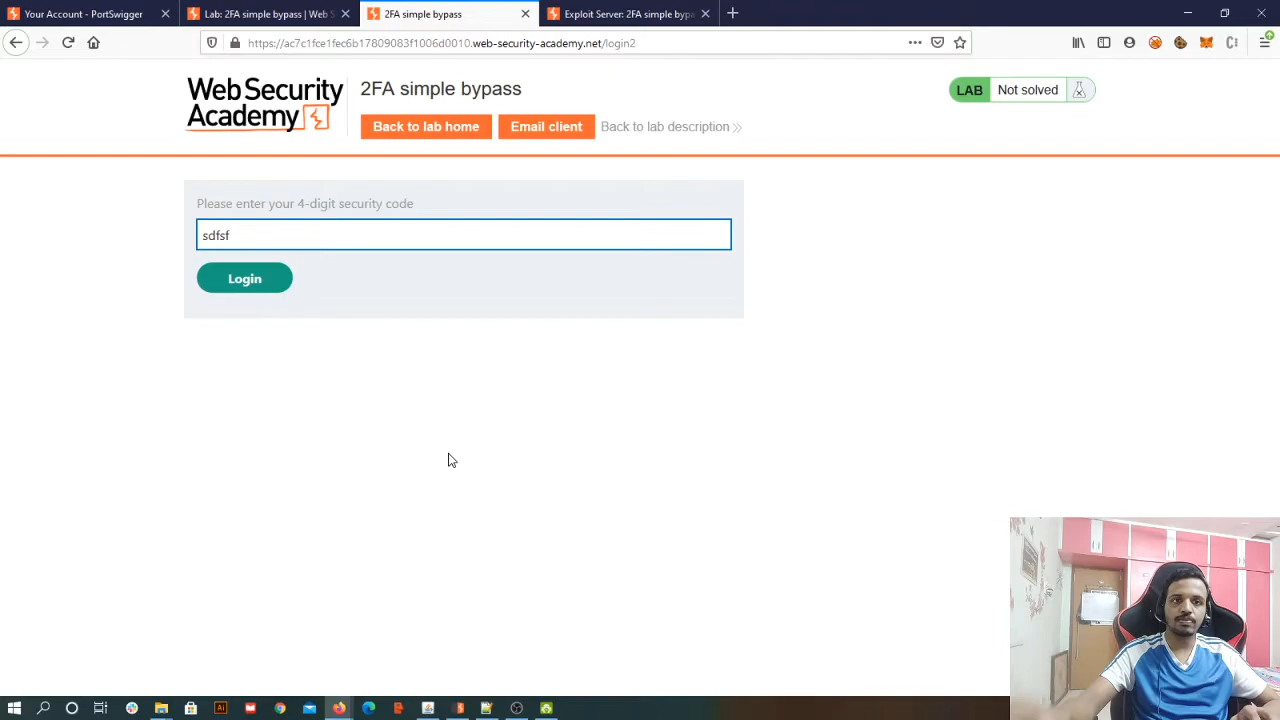 Your Account - PortSwigger
Lab: 2FA simple bypass | Web S
2FA simple bypass
Exploit Server: 2FA simple bypa
https://ac7c1fce1fec6b17809083f1006d0010.web-security-academy.net/login2
Web Security
Academy
2FA simple bypass
Back to lab home
Email client
Back to lab description
LAB
Not solved
Please enter your 4-digit security code
sdfsf
Login